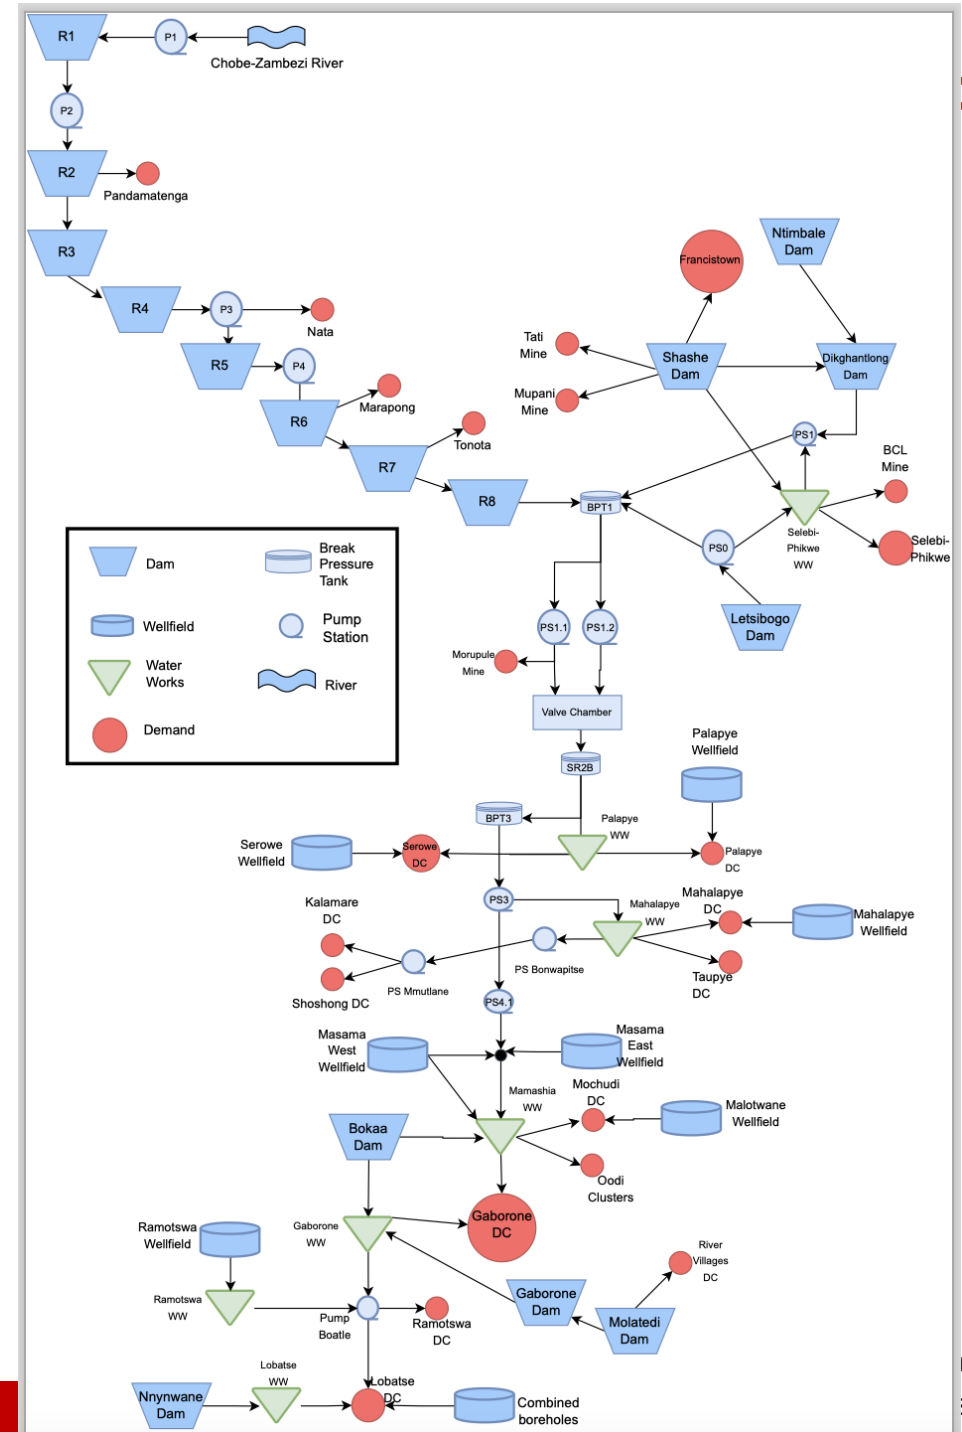 R1
P1
Chobe-Zambezi River
P2
R2
Pandamatenga
R3
R4
P3
Nata
R5
P4
R6
Marapong
Tonota
R7
R8
Ntimbale
Dam
Francistown
Tati
Mine
Shashe
Dam
Dikghantlong
Dam
Mupani
Mine
PS1
BCL
Mine
BPT1
Selebi-
Phikwe
WW
PS0
Selebi-
Phikwe
Letsibogo
Dam
Dam
Break
Pressure
Tank
Wellfield
Pump
Station
Water
Works
River
Demand
PS1.1
PS1.2
Morupule
Mine
Valve Chamber
SR2B
Palapye
Wellfield
BPT3
Palapye
WW
Serowe
Wellfield
Serowe
DC
Palapye
DC
PS3
Kalamare
DC
Mahalapye
WW
Mahalapye
DC
Mahalapye
Wellfield
PS Bonwapitse
PS Mmutlane
Taupye
DC
Shoshong DC
PS4.1
Masama
West
Wellfield
Masama
East
Wellfield
Mamashia
WW
Mochudi
DC
Malotwane
Wellfield
Bokaa
Dam
Oodi
Clusters
Gaborone
DC
Gaborone
WW
Ramotswa
Wellfield
River
Villages
DC
Ramotswa
WW
Gaborone
Dam
Pump
Boatle
Ramotswa
DC
Molatedi
Dam
Lobatse
WW
Lobatse
DC
Nnynwane
Dam
Combined
boreholes